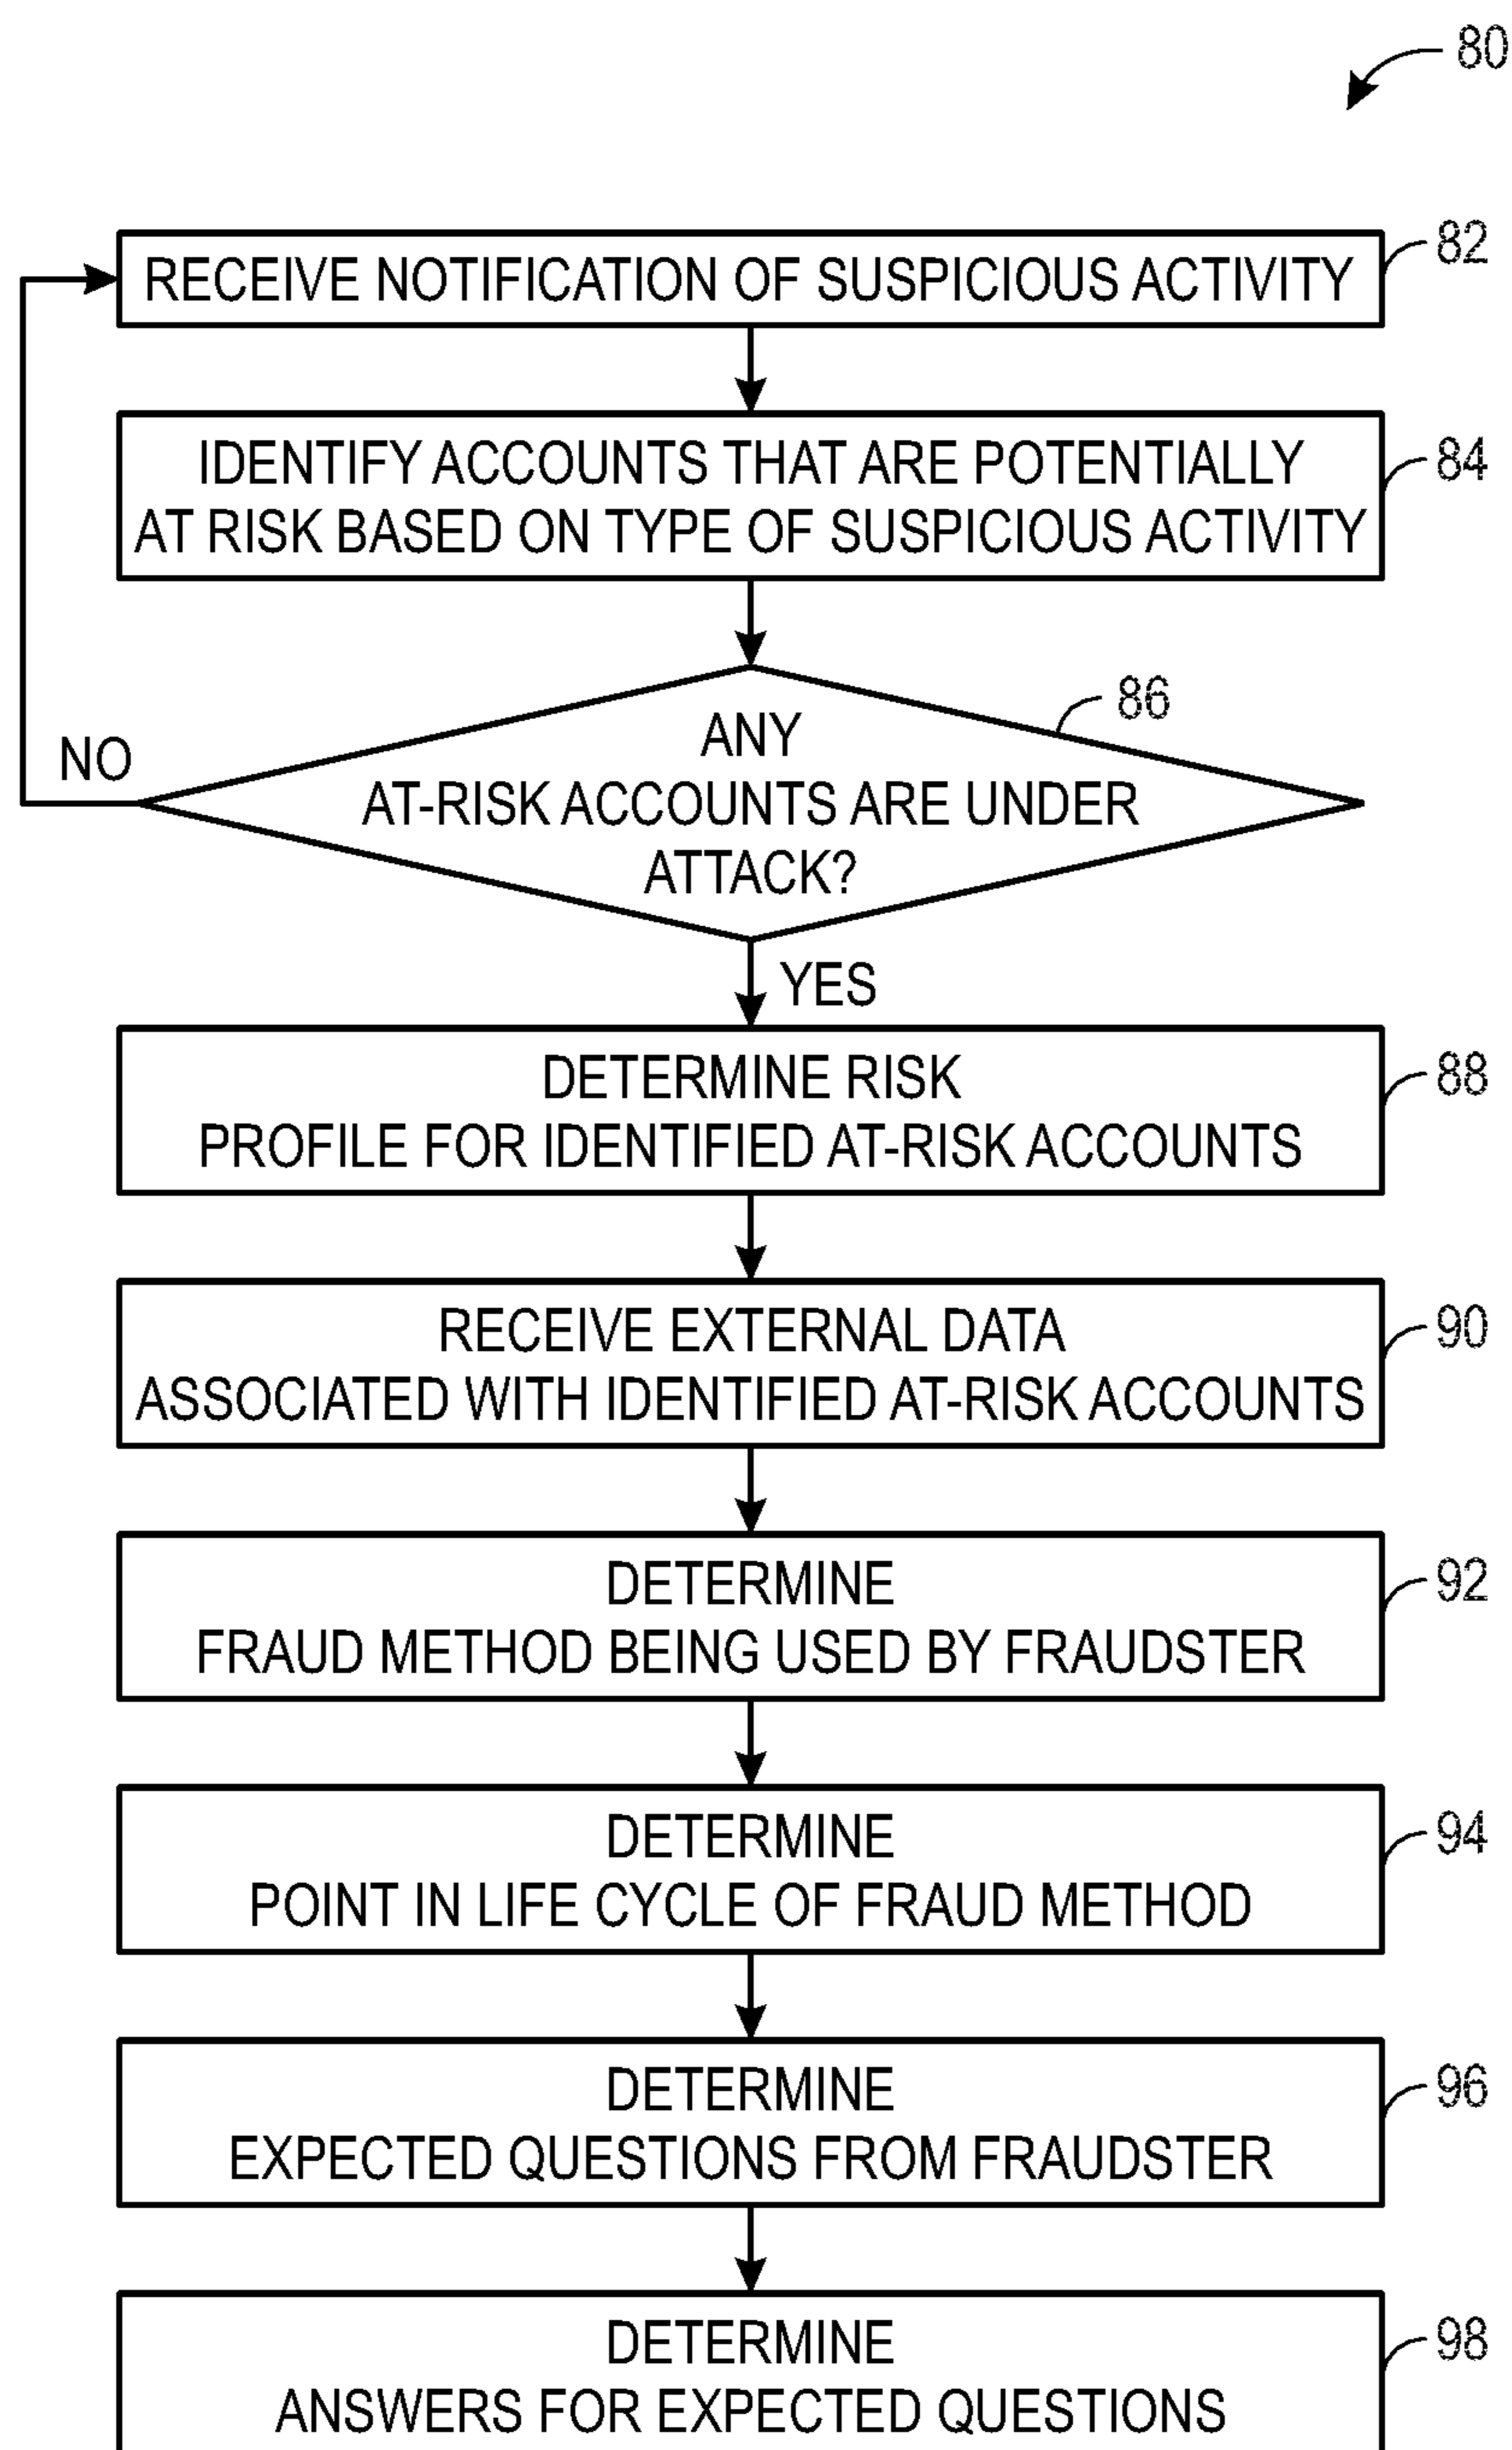 80
RECEIVE NOTIFICATION OF SUSPICIOUS ACTIVITY
82
IDENTIFY ACCOUNTS THAT ARE POTENTIALLY
AT RISK BASED ON TYPE OF SUSPICIOUS ACTIVITY
84
ANY
AT-RISK ACCOUNTS ARE UNDER
ATTACK?
86
NO
YES
DETERMINE RISK
PROFILE FOR IDENTIFIED AT-RISK ACCOUNTS
88
RECEIVE EXTERNAL DATA
ASSOCIATED WITH IDENTIFIED AT-RISK ACCOUNTS
90
DETERMINE
FRAUD METHOD BEING USED BY FRAUDSTER
92
DETERMINE
POINT IN LIFE CYCLE OF FRAUD METHOD
94
DETERMINE
EXPECTED QUESTIONS FROM FRAUDSTER
96
DETERMINE
ANSWERS FOR EXPECTED QUESTIONS
98